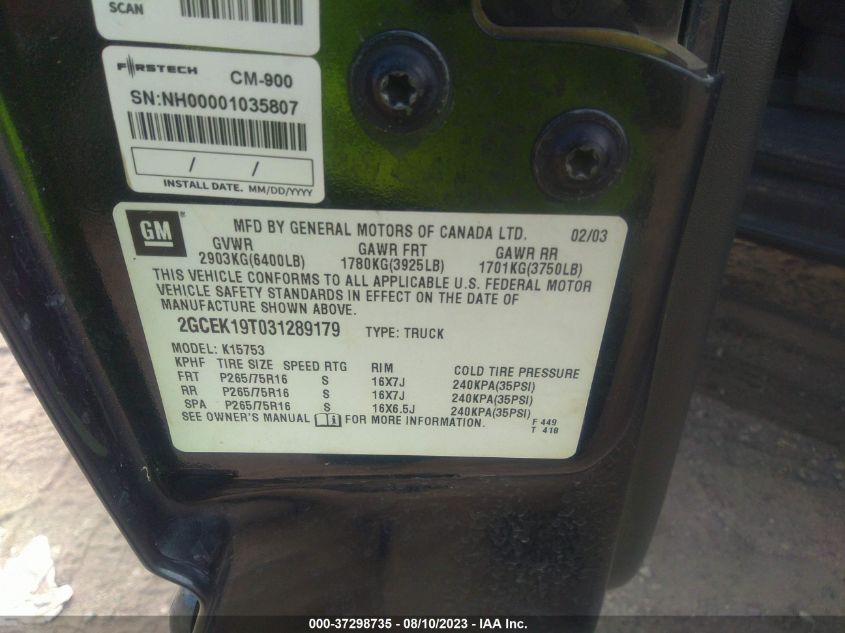 SCAN
FIRSTECH CM-900
SN:NH00001035807
/ /
INSTALL DATE. MM/DD/YYYY
GM MFD BY GENERAL MOTORS OF CANADA LTD. 02/03
GVWR GAWR FRT GAWR RR
2903KG(6400LB) 1780KG(3925LB) 1701KG(3750LB)
THIS VEHICLE CONFORMS TO ALL APPLICABLE U.S. FEDERAL MOTOR
VEHICLE SAFETY STANDARDS IN EFFECT ON THE DATE OF
MANUFACTURE SHOWN ABOVE.
2GCEK19T031289179 TYPE: TRUCK
MODEL: K15753
KPHF TIRE SIZE SPEED RTG RIM COLD TIRE PRESSURE
FRT P265/75R16 S 16X7J 240KPA(35PSI)
RR P265/75R16 S 16X7J 240KPA(35PSI)
SPA P265/75R16 S 16X6.5J 240KPA(35PSI)
SEE OWNER'S MANUAL FOR MORE INFORMATION.
F 449
T 418
000-37298735 - 08/10/2023 - IAA Inc.